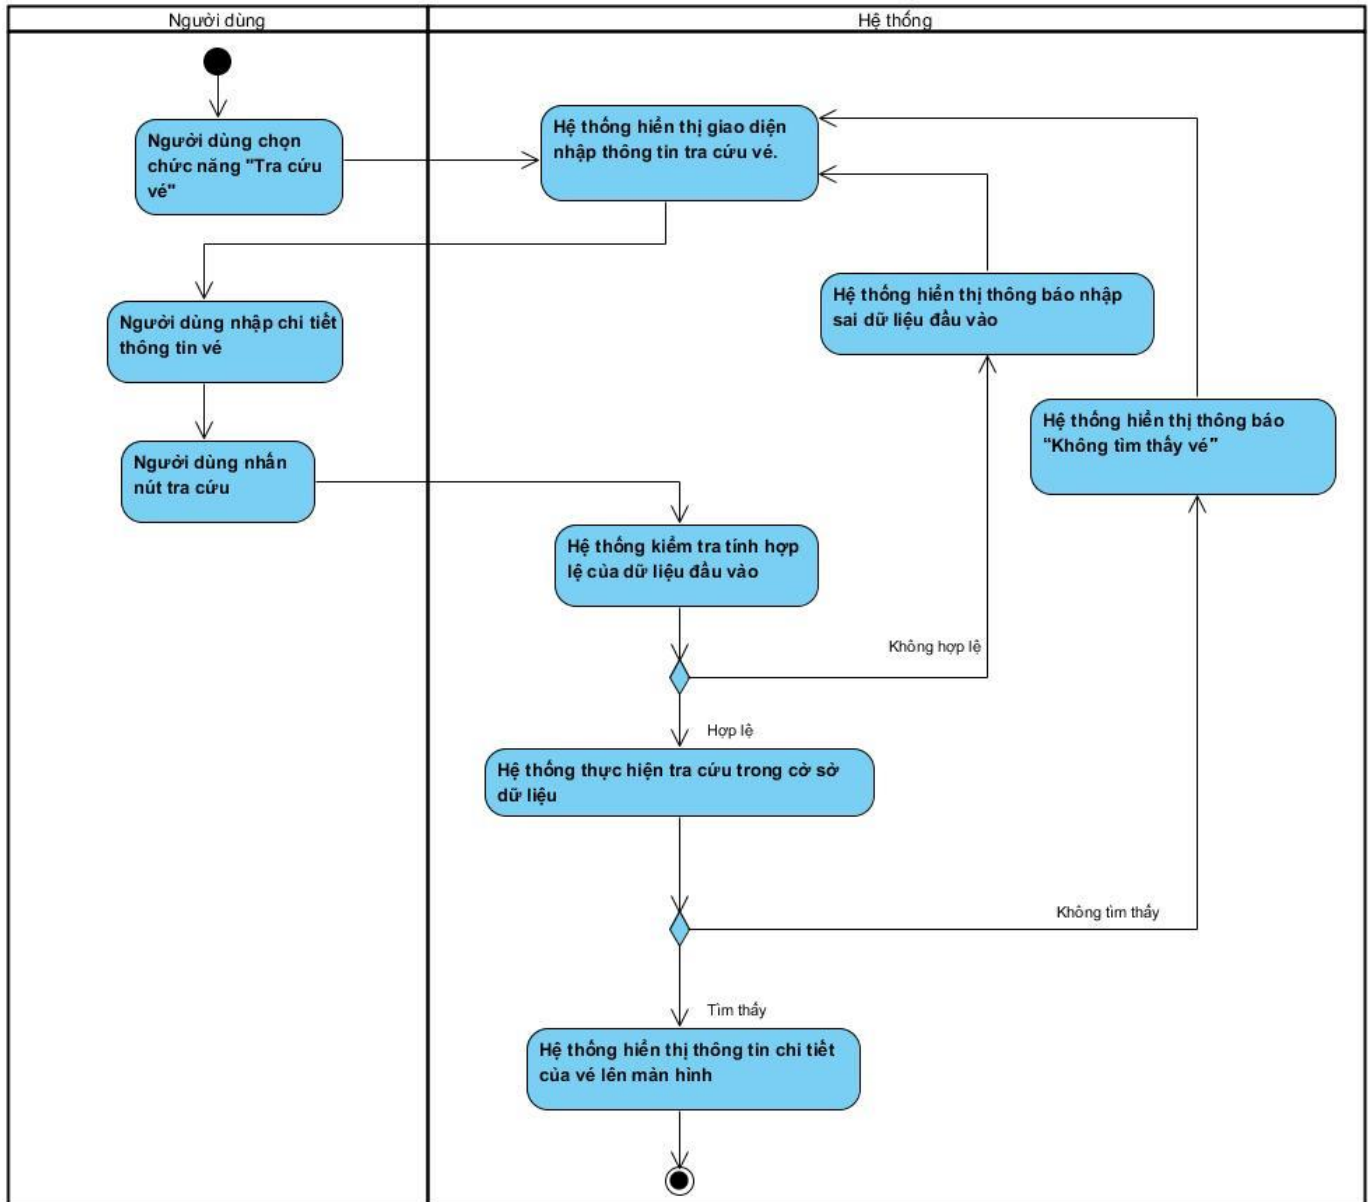 Người dùng
Hệ thống
Người dùng chọn
chức năng "Tra cứu
vé"
Hệ thống hiển thị giao diện
nhập thông tin tra cứu vé.
Người dùng nhập chi tiết
thông tin vé
Hệ thống hiển thị thông báo nhập
sai dữ liệu đầu vào
Hệ thống hiển thị thông báo
“Không tìm thấy vé”
Người dùng nhấn
nút tra cứu
Hệ thống kiểm tra tính hợp
lệ của dữ liệu đầu vào
Không hợp lệ
Hợp lệ
Hệ thống thực hiện tra cứu trong cở sở
dữ liệu
Không tìm thấy
Tìm thấy
Hệ thống hiển thị thông tin chi tiết
của vé lên màn hình